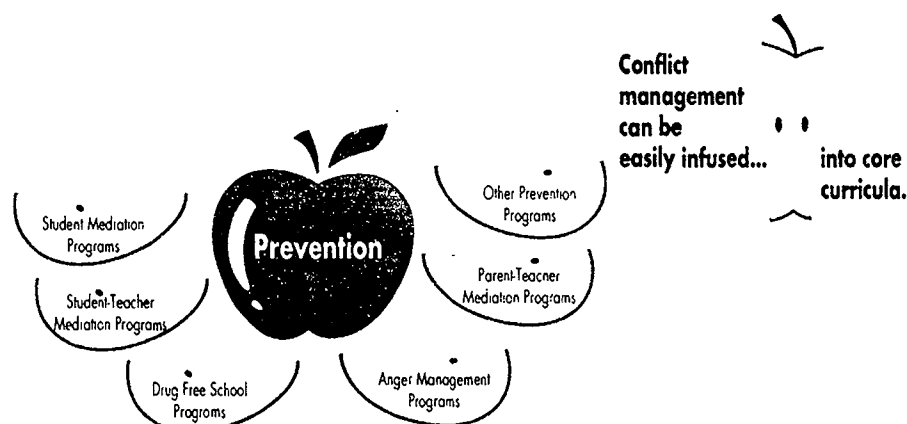 Conflict
management
can be
easily infused...
into core
curricula.
Prevention
Student Mediation
Programs
Student-Teacher
Mediation Programs
Drug Free School
Programs
Other Prevention
Programs
Parent-Teacher
Mediation Programs
Anger Management
Programs